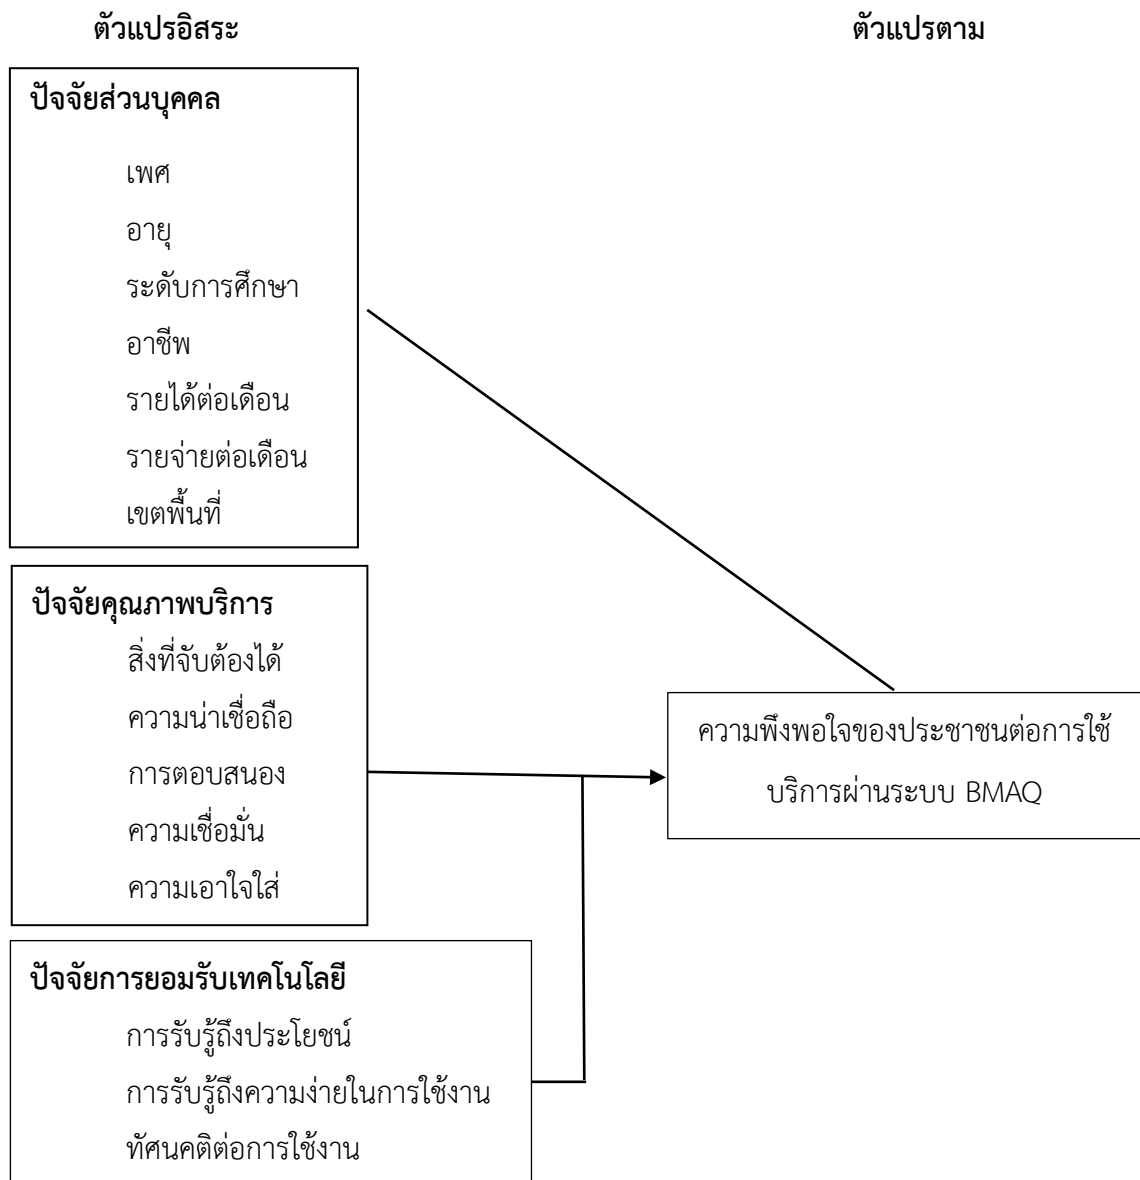 ตัวแปรอิสระ
ตัวแปรตาม
ปัจจัยส่วนบุคคล
เพศ
อายุ
ระดับการศึกษา
อาชีพ
รายได้ต่อเดือน
รายจ่ายต่อเดือน
เขตพื้นที่
ปัจจัยคุณภาพบริการ
สิ่งที่จับต้องได้
ความน่าเชื่อถือ
การตอบสนอง
ความเชื่อมั่น
ความเอาใจใส่
ความพึงพอใจของประชาชนต่อการใช้
บริการผ่านระบบ BMAQ
ปัจจัยการยอมรับเทคโนโลยี
การรับรู้ถึงประโยชน์
การรับรู้ถึงความง่ายในการใช้งาน
ทัศนคติต่อการใช้งาน